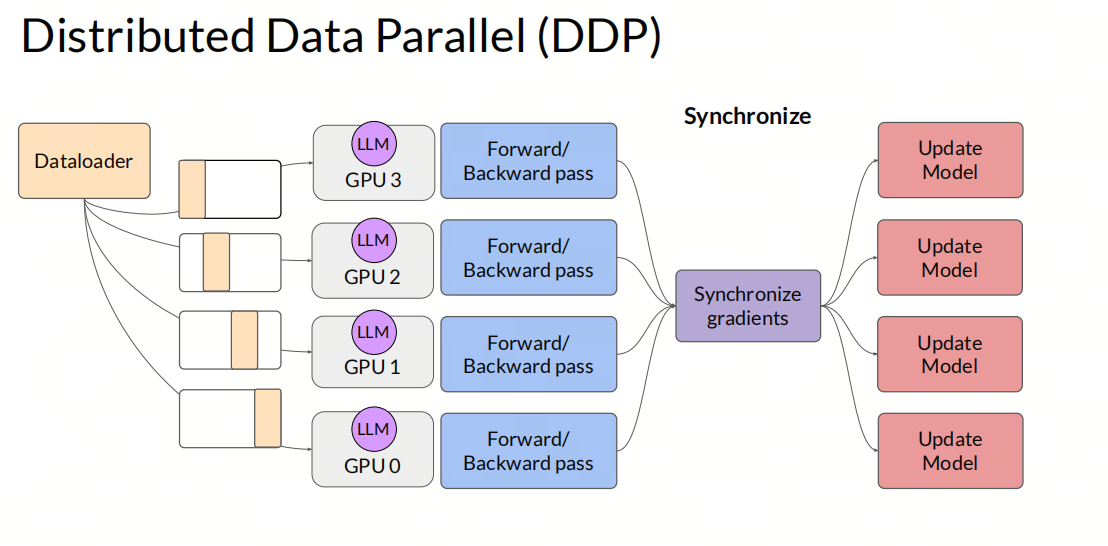 Distributed Data Parallel (DDP)
Synchronize
Dataloader
LLM
GPU 3
Forward/
Backward pass
Update
Model
LLM
GPU 2
Forward/
Backward pass
Update
Model
Synchronize
gradients
LLM
GPU 1
Forward/
Backward pass
Update
Model
LLM
GPU 0
Forward/
Backward pass
Update
Model